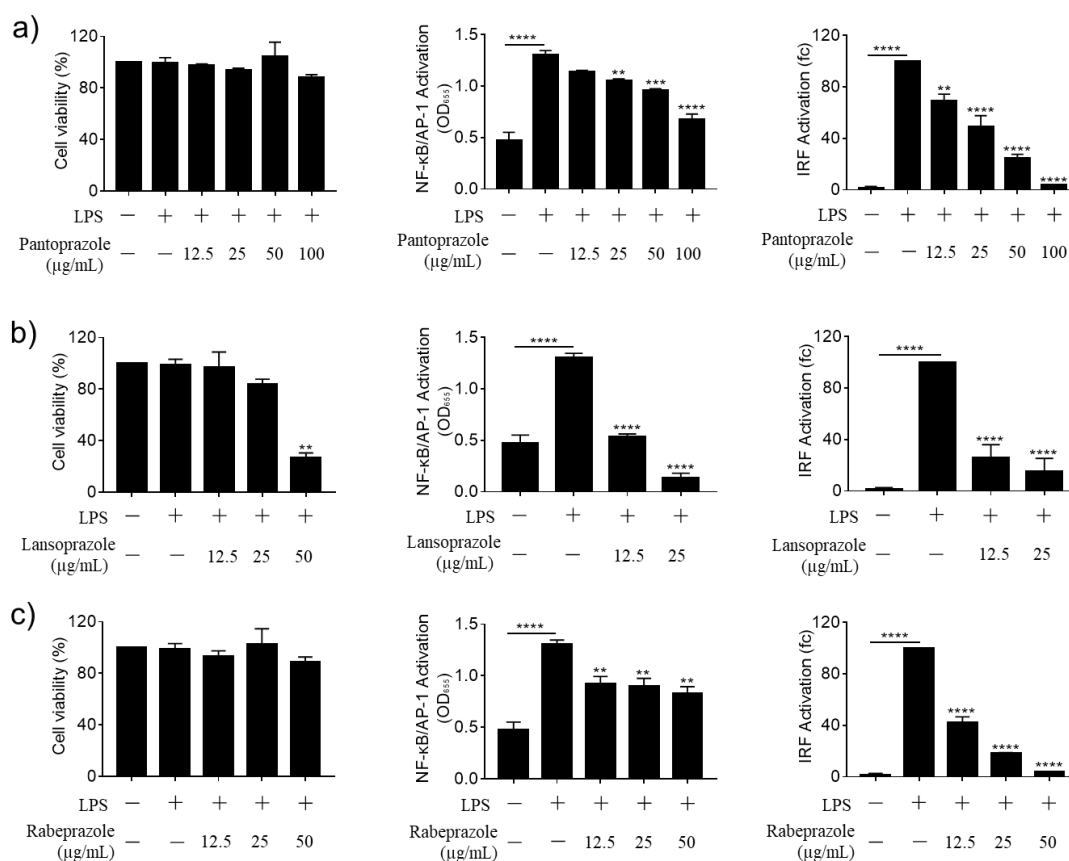 a)
Cell viability (%)
120
80
40
0
LPS — + + + + +
Pantoprazole
(µg/mL) — — 12.5 25 50 100
NF-κB/AP-1 Activation
(OD₆₅₅)
1.5
1.0
0.5
0.0
****
**
***
****
LPS — + + + + +
Pantoprazole
(µg/mL) — — 12.5 25 50 100
IRF Activation (fc)
120
80
40
0
****
**
****
****
****
LPS — + + + + +
Pantoprazole
(µg/mL) — — 12.5 25 50 100
b)
Cell viability (%)
120
80
40
0
**
LPS — + + + +
Lansoprazole
(µg/mL) — — 12.5 25 50
NF-κB/AP-1 Activation
(OD₆₅₅)
1.5
1.0
0.5
0.0
****
****
****
LPS — + + +
Lansoprazole
(µg/mL) — — 12.5 25
IRF Activation (fc)
120
80
40
0
****
****
****
LPS — + + +
Lansoprazole
(µg/mL) — — 12.5 25
c)
Cell viability (%)
120
80
40
0
LPS — + + + +
Rabeprazole
(µg/mL) — — 12.5 25 50
NF-κB/AP-1 Activation
(OD₆₅₅)
1.5
1.0
0.5
0.0
****
**
**
**
LPS — + + + +
Rabeprazole
(µg/mL) — — 12.5 25 50
IRF Activation (fc)
120
80
40
0
****
****
****
****
LPS — + + + +
Rabeprazole
(µg/mL) — — 12.5 25 50